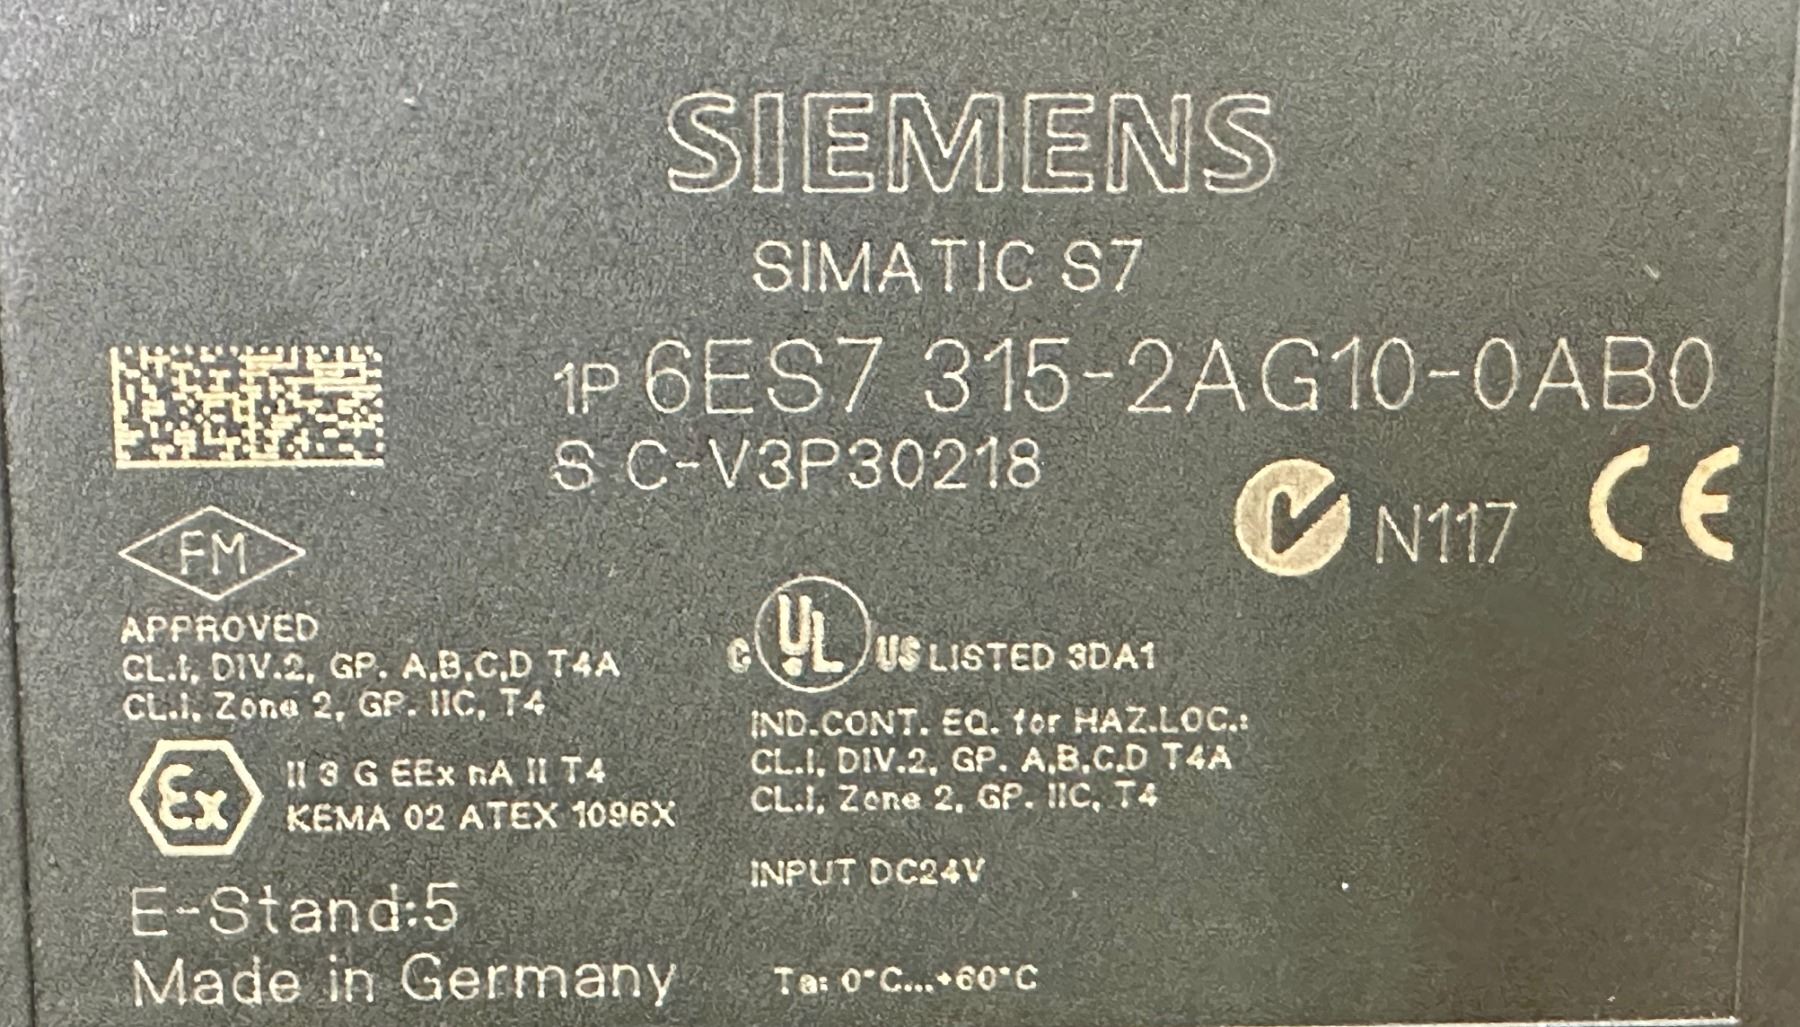 SIEMENS
SIMATIC S7
1P 6ES7 315-2AG10-0AB0
S C-V3P30218
N117 CE
FM
APPROVED
CL.I, DIV.2, GP. A,B,C,D T4A
CL.I, Zone 2, GP. IIC, T4
Ex
II 3 G EEx nA II T4
KEMA 02 ATEX 1096X
C UL US LISTED 3DA1
IND.CONT. EQ. for HAZ.LOC.:
CL.I, DIV.2, GP. A,B,C,D T4A
CL.I, Zone 2, GP. IIC, T4
INPUT DC24V
E-Stand:5
Made in Germany
Ta: 0°C...+60°C